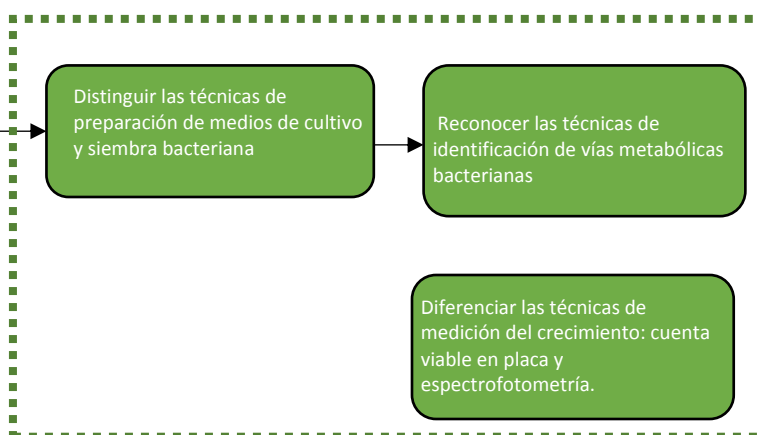 Distinguir las técnicas de
preparación de medios de cultivo
y siembra bacteriana
Reconocer las técnicas de
identificación de vías metabólicas
bacterianas
Diferenciar las técnicas de
medición del crecimiento: cuenta
viable en placa y
espectrofotometría.